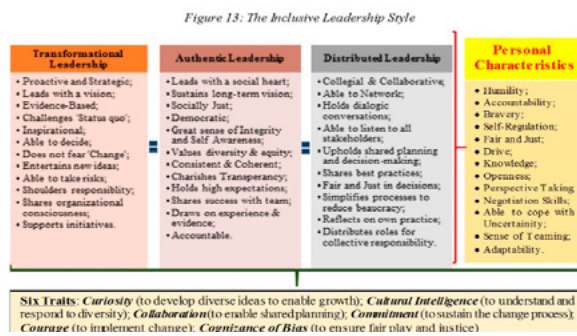 Figure 13: The Inclusive Leadership Style
Transformational
Leadership
• Proactive and Strategic;
• Leads with a vision;
• Evidence-Based;
• Challenges 'Status quo';
• Inspirational;
• Able to decide;
• Does not fear 'Change';
• Entertains new ideas;
• Able to take risks;
• Shoulders responsiblity;
• Shares organizational
consciousness;
• Supports initiatives.
Authentic Leadership
• Leads with a social heart;
• Sustains long-term vision;
• Socially Just;
• Democratic;
• Great sense of Integrity
and Self Awareness;
• Values diversity & equity;
• Consistent & Coherent;
• Charishes Transperancy;
• Holds high expectations;
• Shares success with team;
• Draws on experience &
evidence;
• Accountable.
Distributed Leadership
• Collegial & Collaborative;
• Able to Network;
• Holds dialogic
conversations;
• Able to listen to all
stakeholders;
• Upholds shared planning
and decision-making;
• Shares best practices;
• Fair and Just in decisions;
• Simplifies processes to
reduce beaucracy;
• Reflects on own practice;
• Distributes roles for
collective responsibility.
Personal
Characteristics
• Humility;
• Accountability;
• Bravery;
• Self-Regulation;
• Fair and Just;
• Drive;
• Knowledge;
• Openness;
• Perspective Taking
• Negotiation Skills;
• Able to cope with
Uncertainty;
• Sense of Teaming;
• Adaptability.
Six Traits: Curiosity (to develop diverse ideas to enable growth); Cultural Intelligence (to understand and
respond to diversity); Collaboration (to enable shared planning); Commitment (to sustain the change process);
Courage (to implement change); Cognizance of Bias (to ensure fair play and justice)